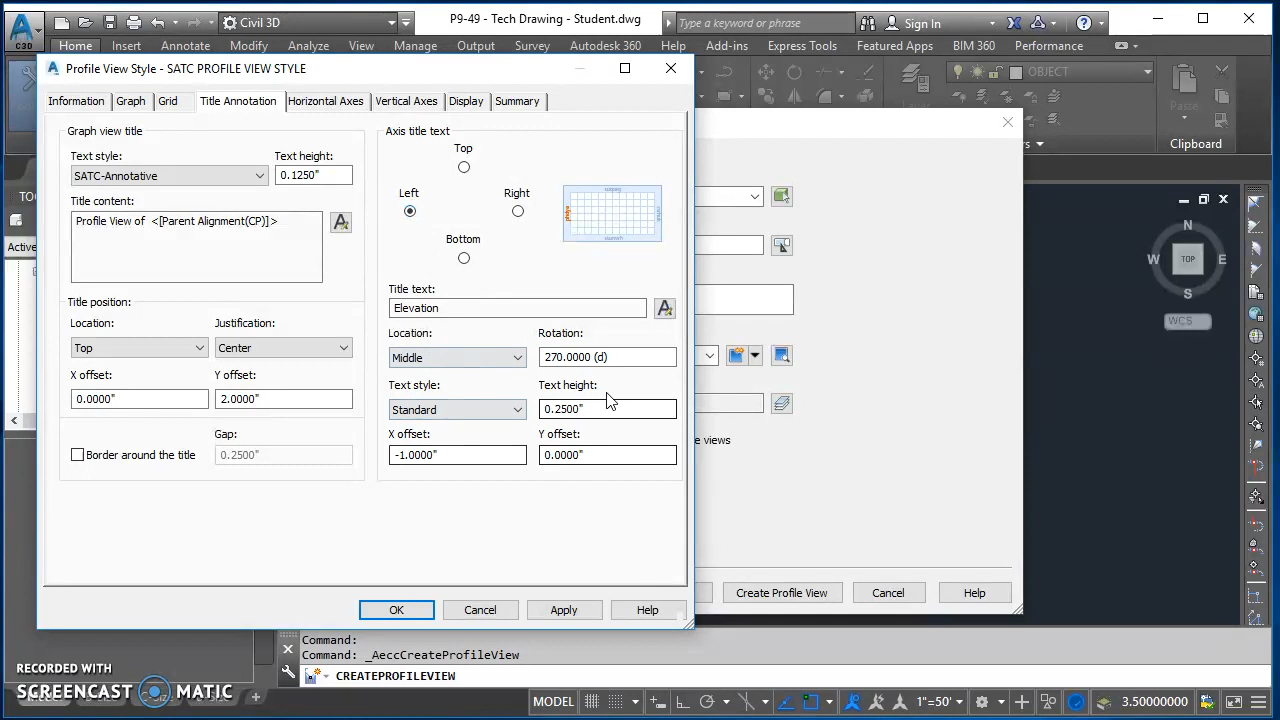 Civil 3D
P9-49 - Tech Drawing - Student.dwg
Type a keyword or phrase
Sign In
C3D
Home
Insert
Annotate
Modify
Analyze
View
Manage
Output
Survey
Autodesk 360
Help
Add-ins
Express Tools
Featured Apps
BIM 360
Performance
Profile View Style - SATC PROFILE VIEW STYLE
OBJECT
Paste
Clipboard
Information
Graph
Grid
Title Annotation
Horizontal Axes
Vertical Axes
Display
Summary
Graph view title
Text style:
Text height:
SATC-Annotative
0.1250"
Title content:
Profile View of <[Parent Alignment(CP)]>
Title position:
Location:
Justification:
Top
Center
X offset:
Y offset:
0.0000"
2.0000"
Border around the title
Gap:
0.2500"
Axis title text
Top
Left
Right
Bottom
Title text:
Elevation
Location:
Rotation:
Middle
270.0000 (d)
Text style:
Text height:
Standard
0.2500"
X offset:
Y offset:
-1.0000"
0.0000"
OK
Cancel
Apply
Help
TOO
Active
e views
Create Profile View
Cancel
Help
N
W
TOP
E
S
WCS
Command:
Command: _AeccCreateProfileView
CREATEPROFILEVIEW
RECORDED WITH
SCREENCAST MATIC
MODEL
1"=50'
3.50000000